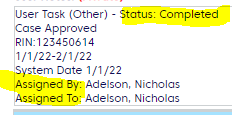 User Task (Other) - Status: Completed
Case Approved
RIN:123450614
1/1/22-2/1/22
System Date 1/1/22
Assigned By: Adelson, Nicholas
Assigned To: Adelson, Nicholas